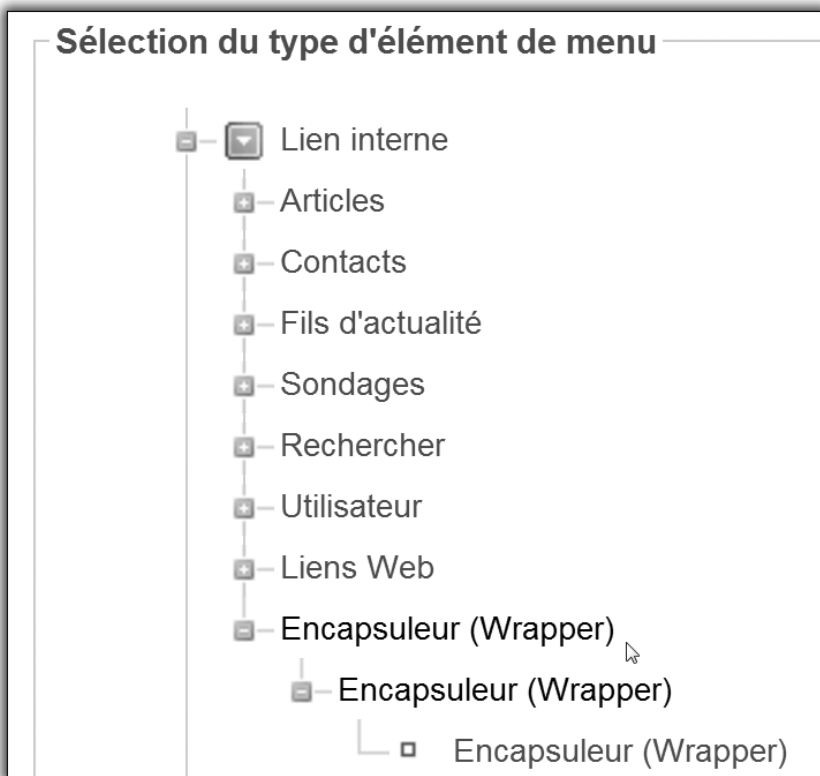 Sélection du type d'élément de menu
Lien interne
Articles
Contacts
Fils d'actualité
Sondages
Rechercher
Utilisateur
Liens Web
Encapsuleur (Wrapper)
Encapsuleur (Wrapper)
Encapsuleur (Wrapper)